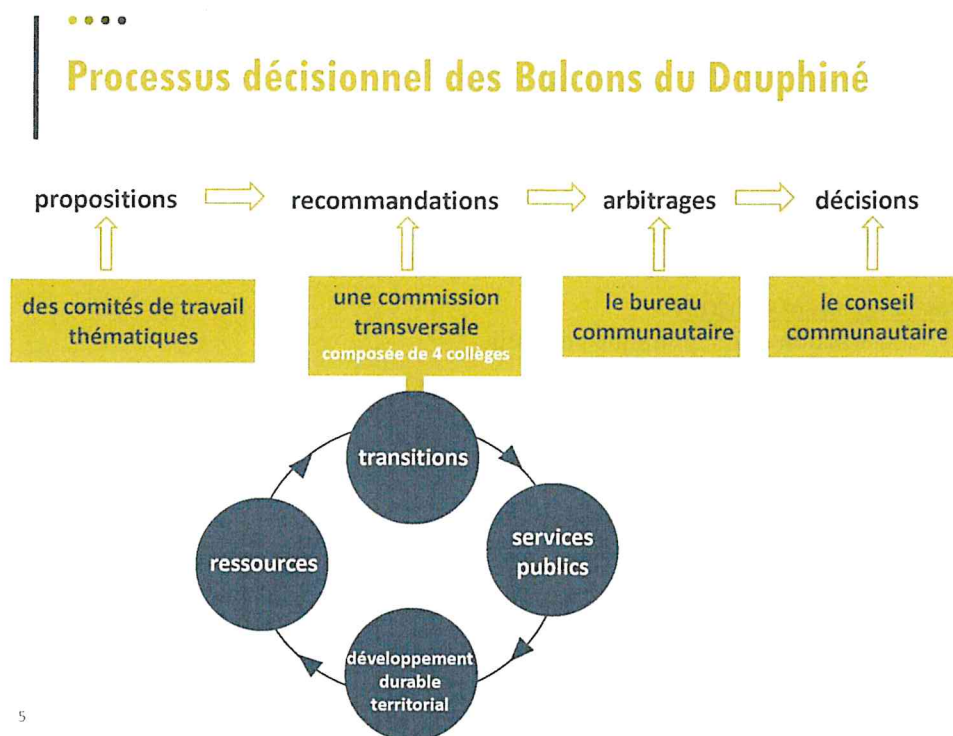 Processus décisionnel des Balcons du Dauphiné
propositions
recommandations
arbitrages
décisions
des comités de travail
thématiques
une commission
transversale
composée de 4 collèges
le bureau
communautaire
le conseil
communautaire
transitions
services
publics
développement
durable
territorial
ressources
5